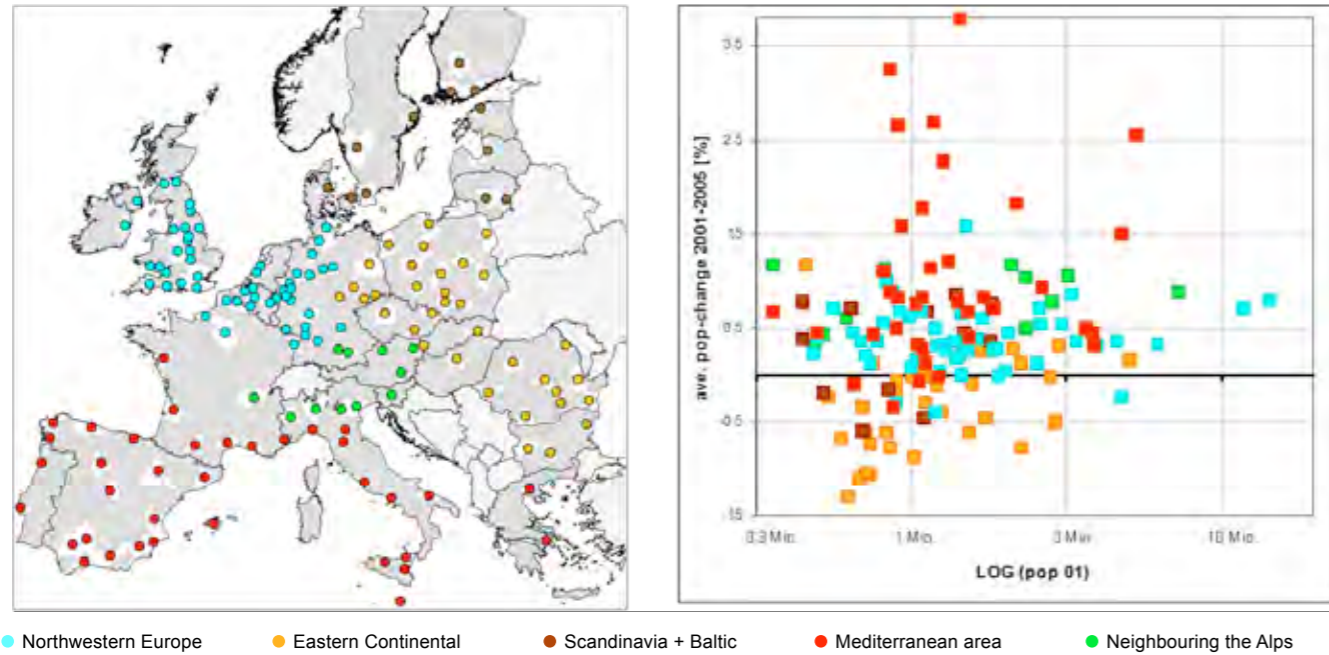 ave. pop-change 2001-2005 [%]
3.5
2.5
1.5
0.5
-0.5
0.3 Mio.
1 Mio.
3 Mio.
10 Mio.
LOG (pop 01)
Northwestern Europe
Eastern Continental
Scandinavia + Baltic
Mediterranean area
Neighbouring the Alps